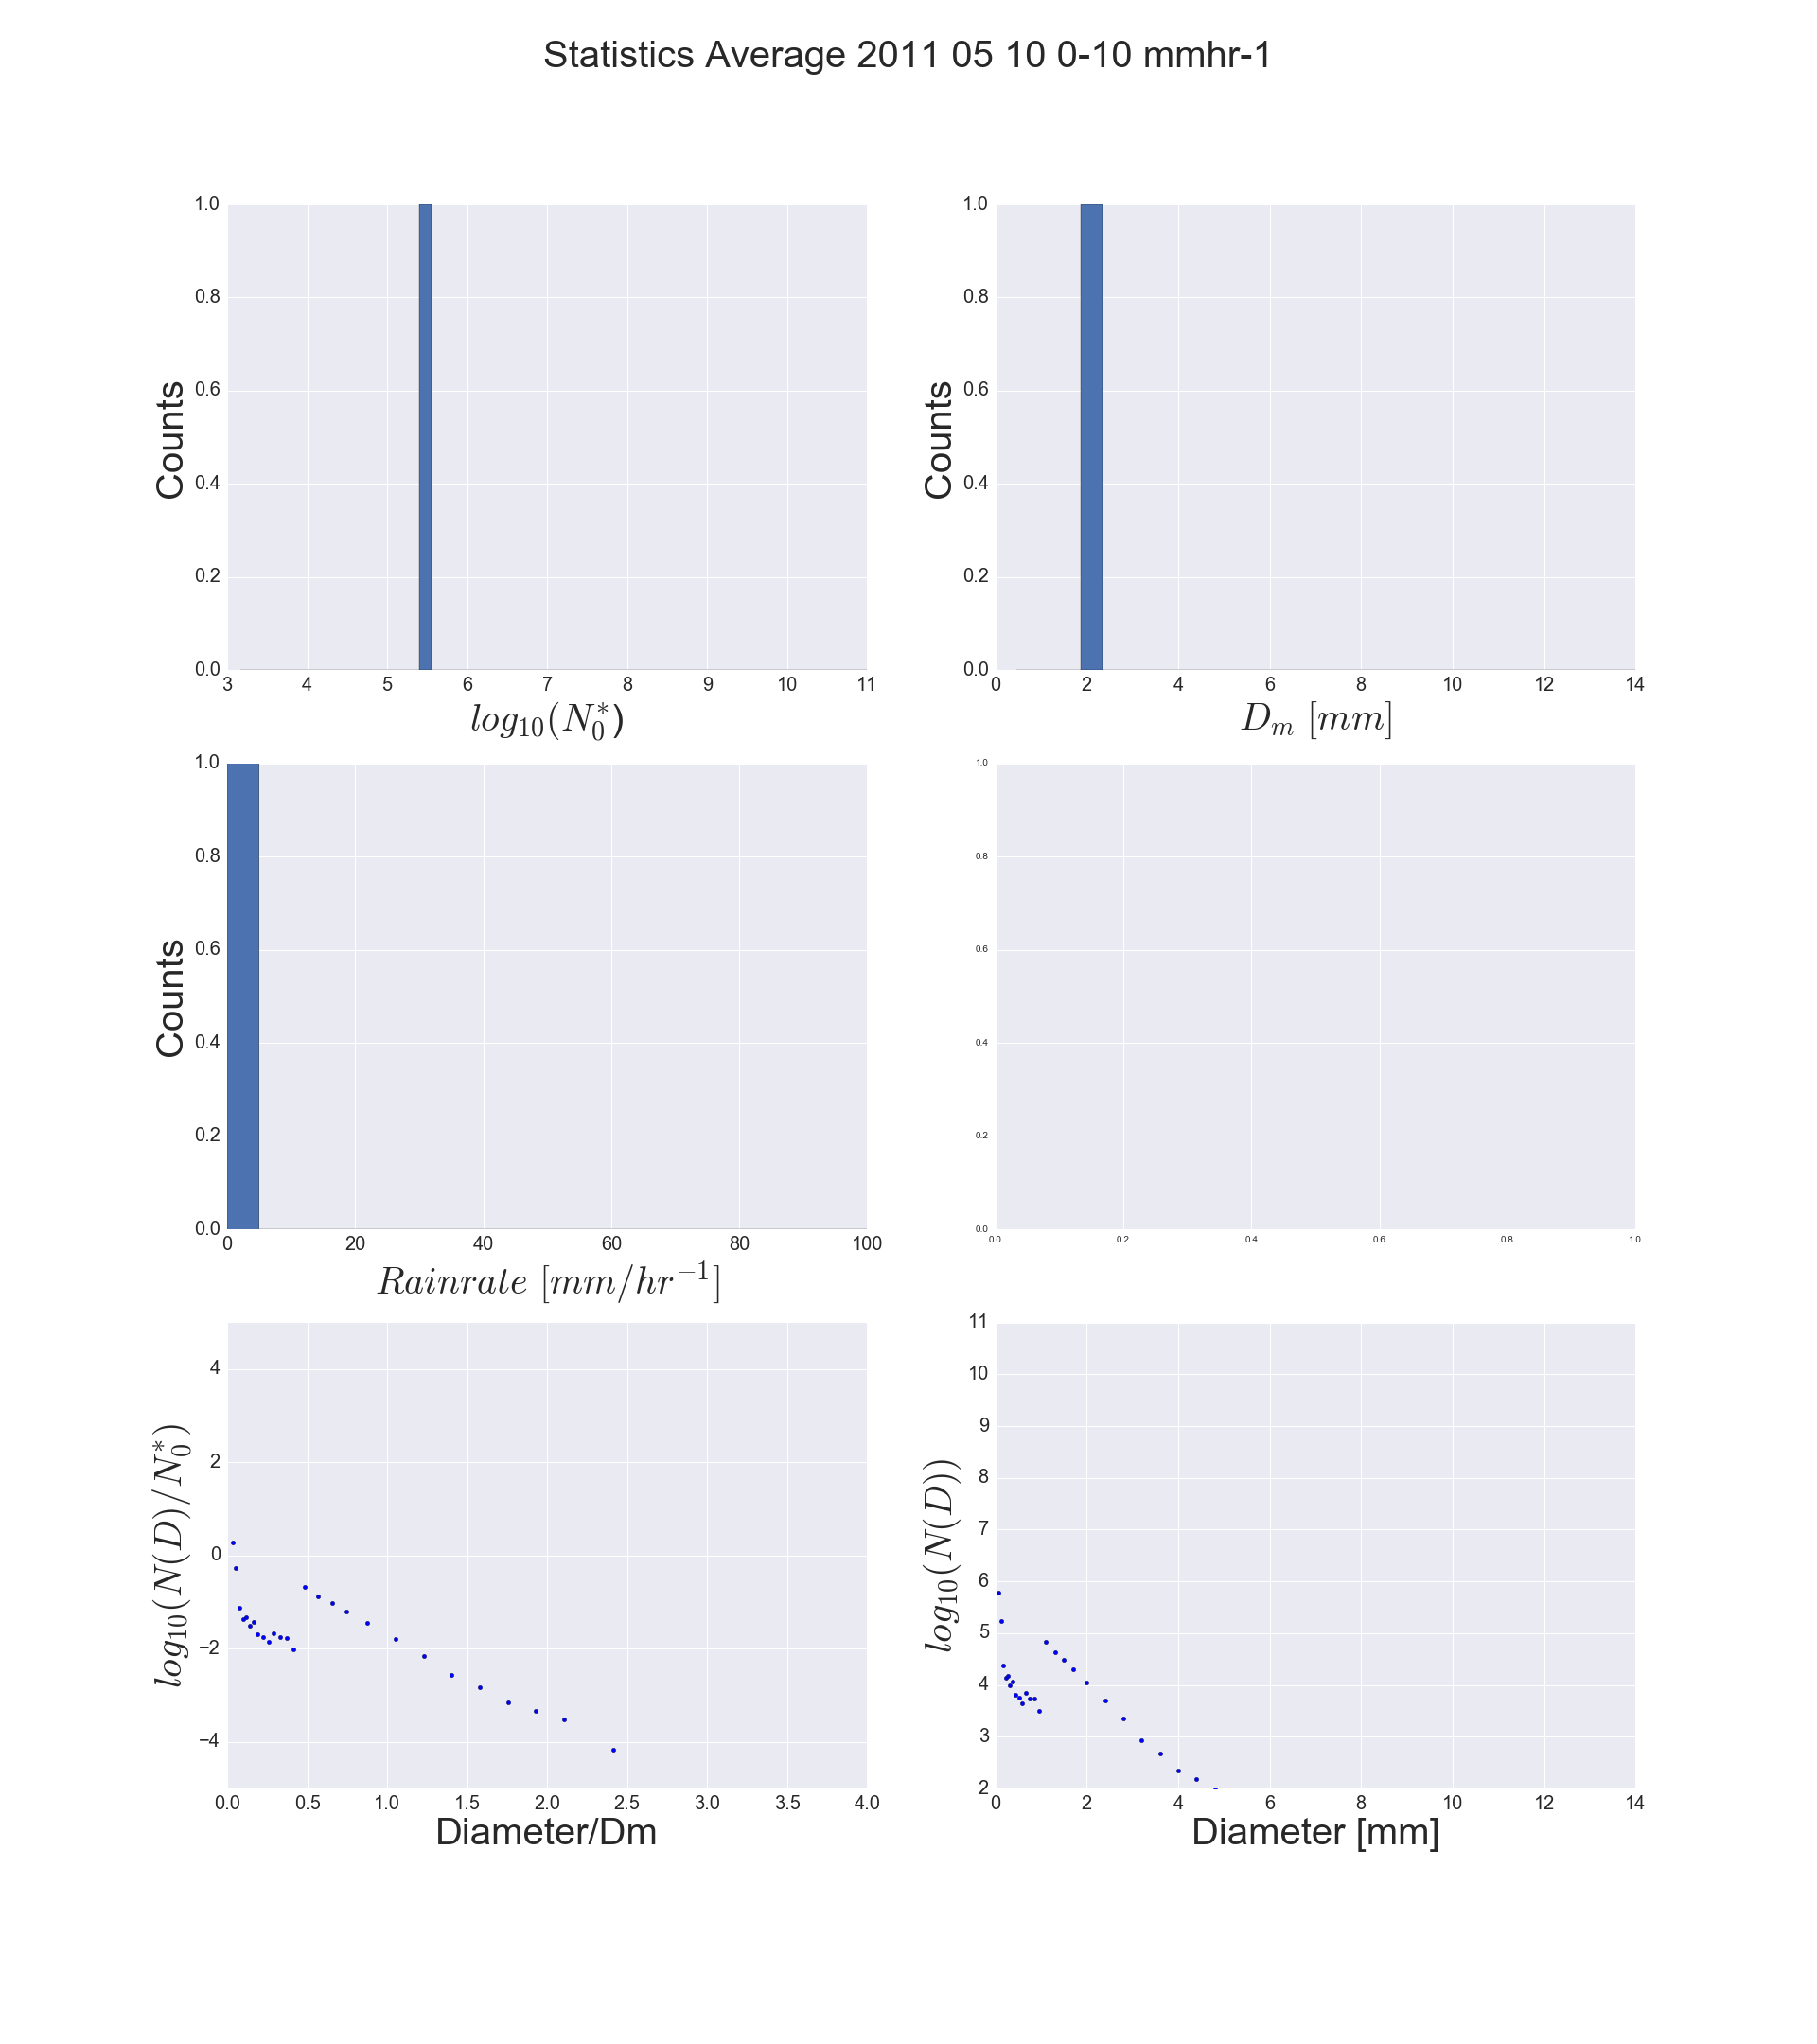 Statistics Average 2011 05 10 0-10 mmhr-1
1.0
0.8
0.6
0.4
0.2
0.0
Counts
3 4 5 6 7 8 9 10 11
log10(N0*)
1.0
0.8
0.6
0.4
0.2
0.0
Counts
0 2 4 6 8 10 12 14
Dm [mm]
1.0
0.8
0.6
0.4
0.2
0.0
Counts
0 20 40 60 80 100
Rainrate [mm/hr−1]
1.0
0.8
0.6
0.4
0.2
0.0
0.0 0.2 0.4 0.6 0.8 1.0
4
2
0
−2
−4
log10(N(D)/N0*)
0.0 0.5 1.0 1.5 2.0 2.5 3.0 3.5 4.0
Diameter/Dm
11
10
9
8
7
6
5
4
3
2
log10(N(D))
0 2 4 6 8 10 12 14
Diameter [mm]